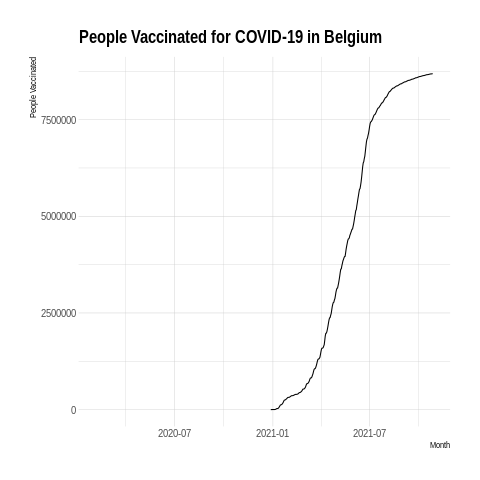 People Vaccinated for COVID-19 in Belgium
People Vaccinated
7500000
5000000
2500000
0
2020-07 2021-01 2021-07
Month